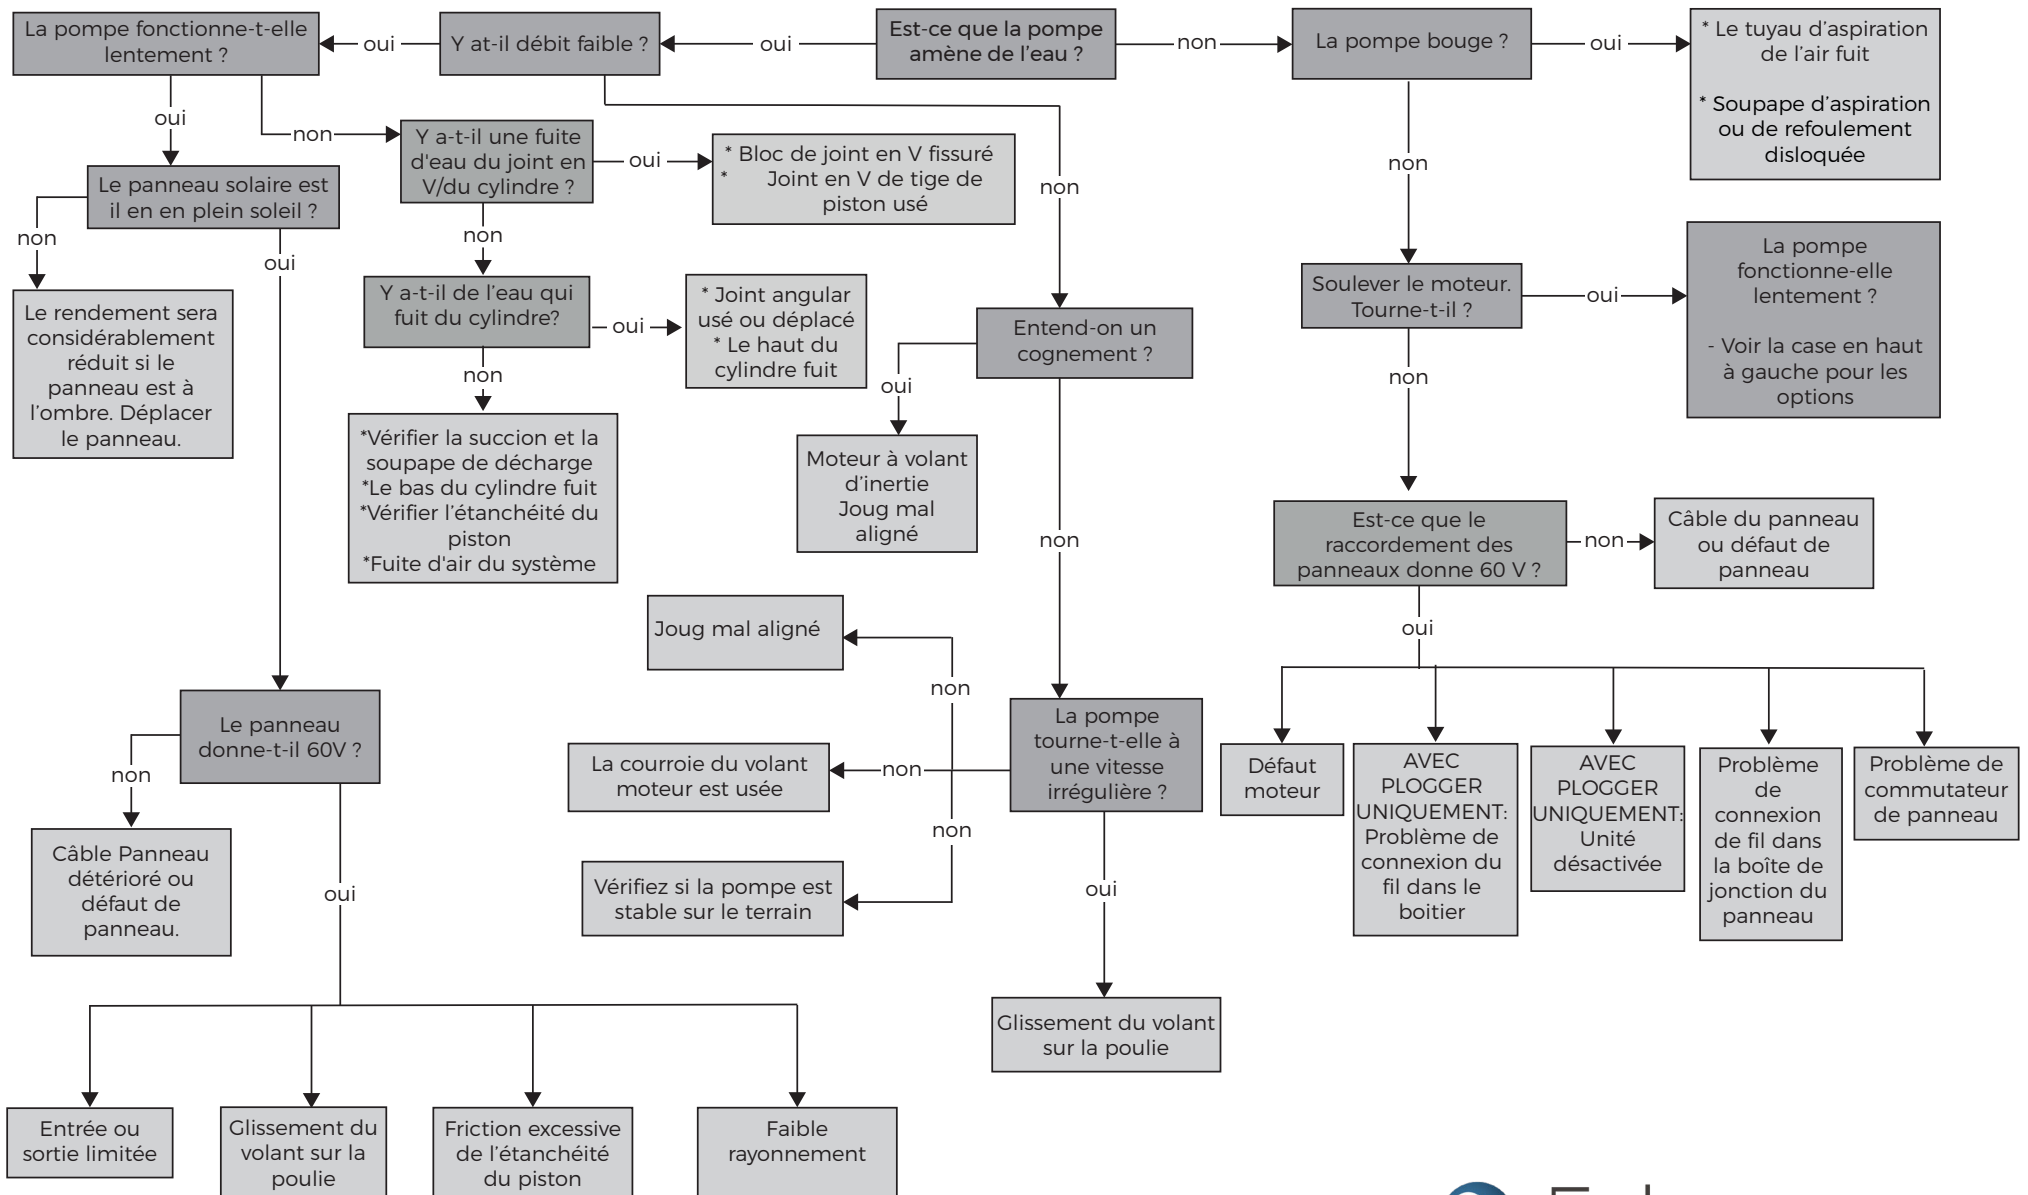 La pompe fonctionne-t-elle
lentement ?
oui
Y at-il débit faible ?
oui
Est-ce que la pompe
amène de l'eau ?
non
La pompe bouge ?
oui
* Le tuyau d'aspiration
de l'air fuit
* Soupape d'aspiration
ou de refoulement
disloquée
oui
non
Y a-t-il une fuite
d'eau du joint en
V/du cylindre ?
oui
* Bloc de joint en V fissuré
* Joint en V de tige de
piston usé
non
non
Le panneau solaire est
il en en plein soleil ?
non
oui
non
Le rendement sera
considérablement
réduit si le
panneau est à
l'ombre. Déplacer
le panneau.
Y a-t-il de l'eau qui
fuit du cylindre?
oui
* Joint angular
usé ou déplacé
* Le haut du
cylindre fuit
non
*Vérifier la succion et la
soupape de décharge
*Le bas du cylindre fuit
*Vérifier l'étanchéité du
piston
*Fuite d'air du système
Entend-on un
cognement ?
oui
Moteur à volant
d'inertie
Joug mal
aligné
non
Soulever le moteur.
Tourne-t-il ?
oui
La pompe
fonctionne-elle
lentement ?
- Voir la case en haut
à gauche pour les
options
non
Est-ce que le
raccordement des
panneaux donne 60 V ?
non
Câble du panneau
ou défaut de
panneau
oui
Joug mal aligné
non
La courroie du volant
moteur est usée
non
La pompe
tourne-t-elle à
une vitesse
irrégulière ?
non
Vérifiez si la pompe est
stable sur le terrain
oui
Glissement du volant
sur la poulie
Défaut
moteur
AVEC
PLOGGER
UNIQUEMENT:
Problème de
connexion du
fil dans le
boitier
AVEC
PLOGGER
UNIQUEMENT:
Unité
désactivée
Problème
de
connexion
de fil dans
la boîte de
jonction du
panneau
Problème de
commutateur
de panneau
Le panneau
donne-t-il 60V ?
non
Câble Panneau
détérioré ou
défaut de
panneau.
oui
Entrée ou
sortie limitée
Glissement du
volant sur la
poulie
Friction excessive
de l'étanchéité
du piston
Faible
rayonnement